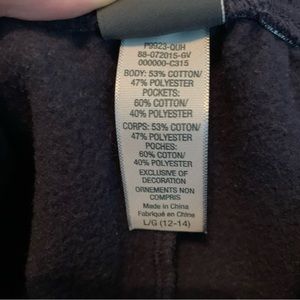 P9923-QUH
88-072015-GV
000000-C315
BODY: 53% COTTON/
47% POLYESTER
POCKETS:
60% COTTON/
40% POLYESTER
CORPS: 53% COTON/
47% POLYESTER
POCHES:
60% COTON/
40% POLYESTER
EXCLUSIVE OF
DECORATION
ORNEMENTS NON
COMPRIS
Made in China
Fabriqué en Chine
L/G (12-14)